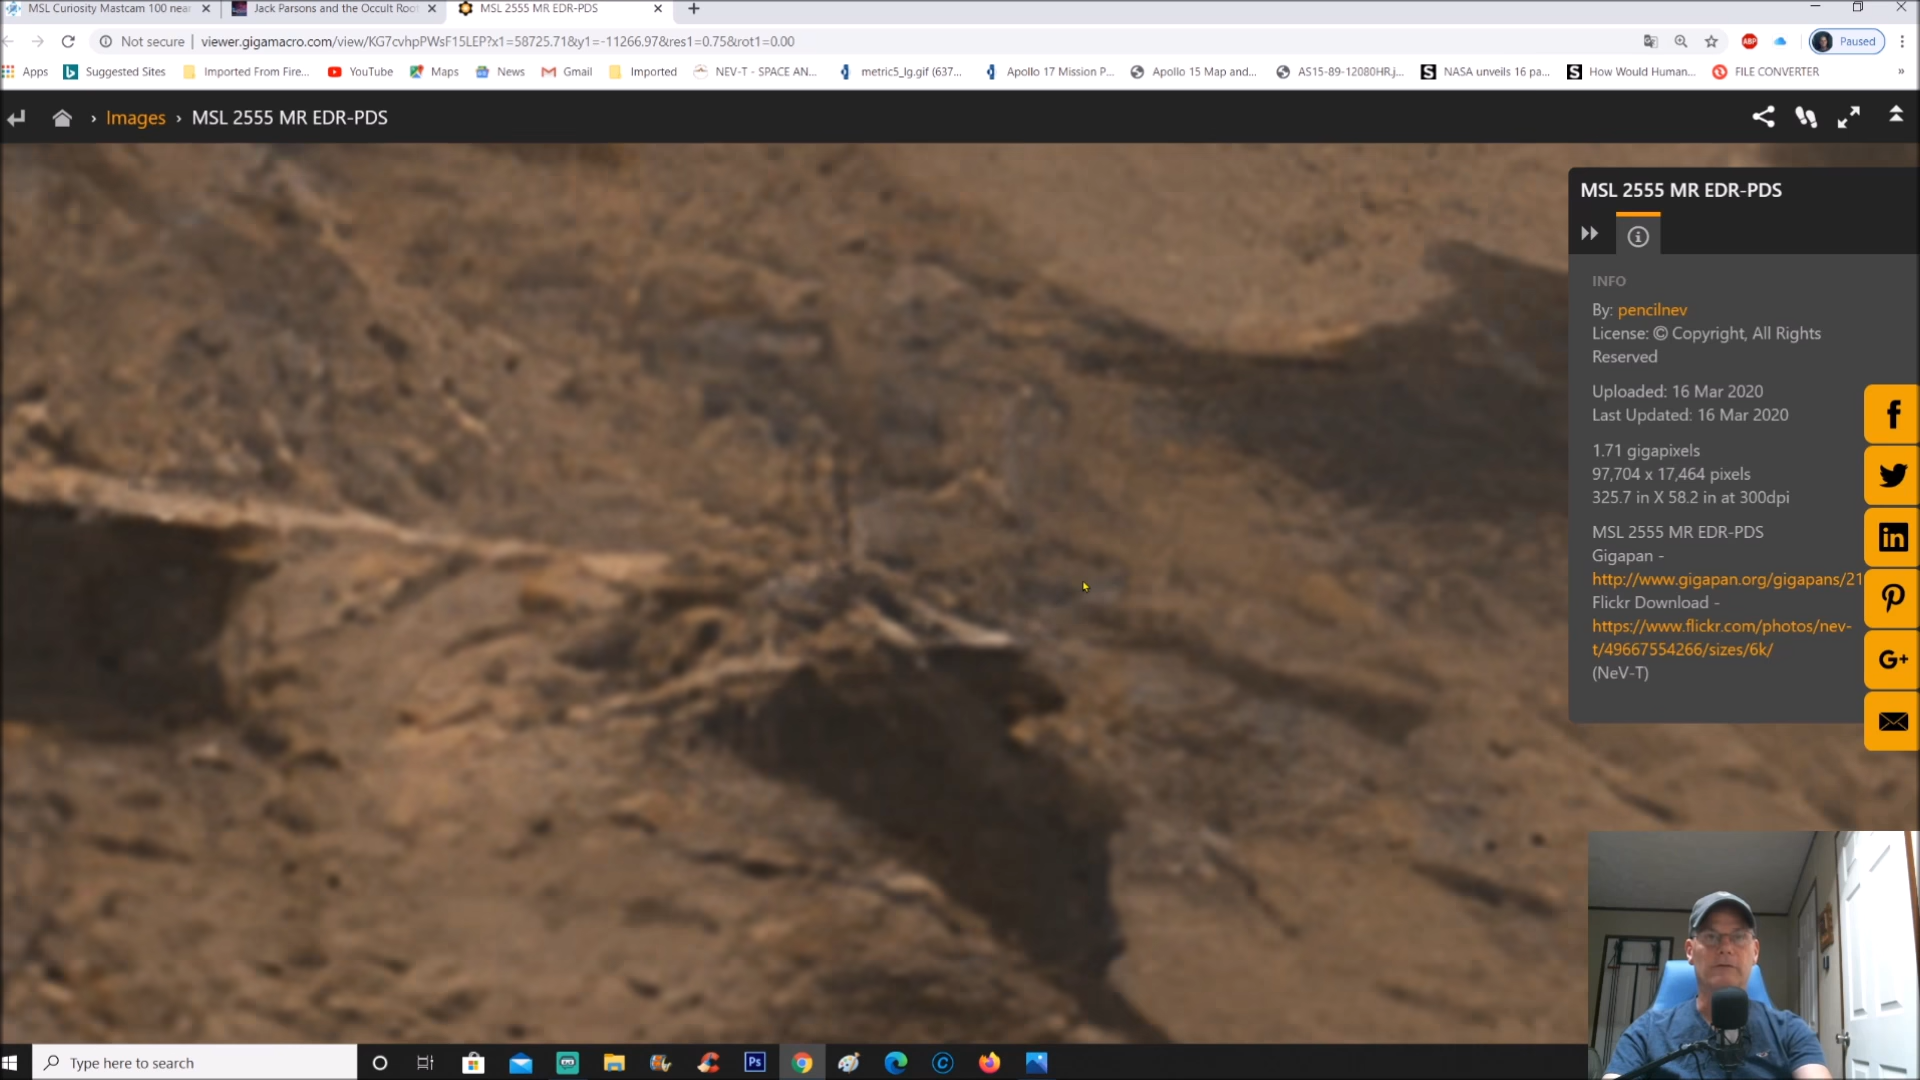 MSL Curiosity Mastcam 100 near
Jack Parsons and the Occult Roo
MSL 2555 MR EDR-PDS
Not secure | viewer.gigamacro.com/view/KG7cvhpPWsF15LEP?x1=58725.71&y1=-11266.97&res1=0.75&rot1=0.00
ABP
Paused
Apps
Suggested Sites
Imported From Fire...
YouTube
Maps
News
Gmail
Imported
NEV-T - SPACE AN...
metric5_lg.gif (637...
Apollo 17 Mission P...
Apollo 15 Map and...
AS15-89-12080HR.j...
NASA unveils 16 pa...
How Would Human...
FILE CONVERTER
»
› Images › MSL 2555 MR EDR-PDS
MSL 2555 MR EDR-PDS
INFO
By: pencilnev
License: © Copyright, All Rights
Reserved
Uploaded: 16 Mar 2020
Last Updated: 16 Mar 2020
1.71 gigapixels
97,704 x 17,464 pixels
325.7 in X 58.2 in at 300dpi
MSL 2555 MR EDR-PDS
Gigapan -
http://www.gigapan.org/gigapans/21
Flickr Download -
https://www.flickr.com/photos/nev-
t/49667554266/sizes/6k/
(NeV-T)
f
in
G+
Type here to search
Ps